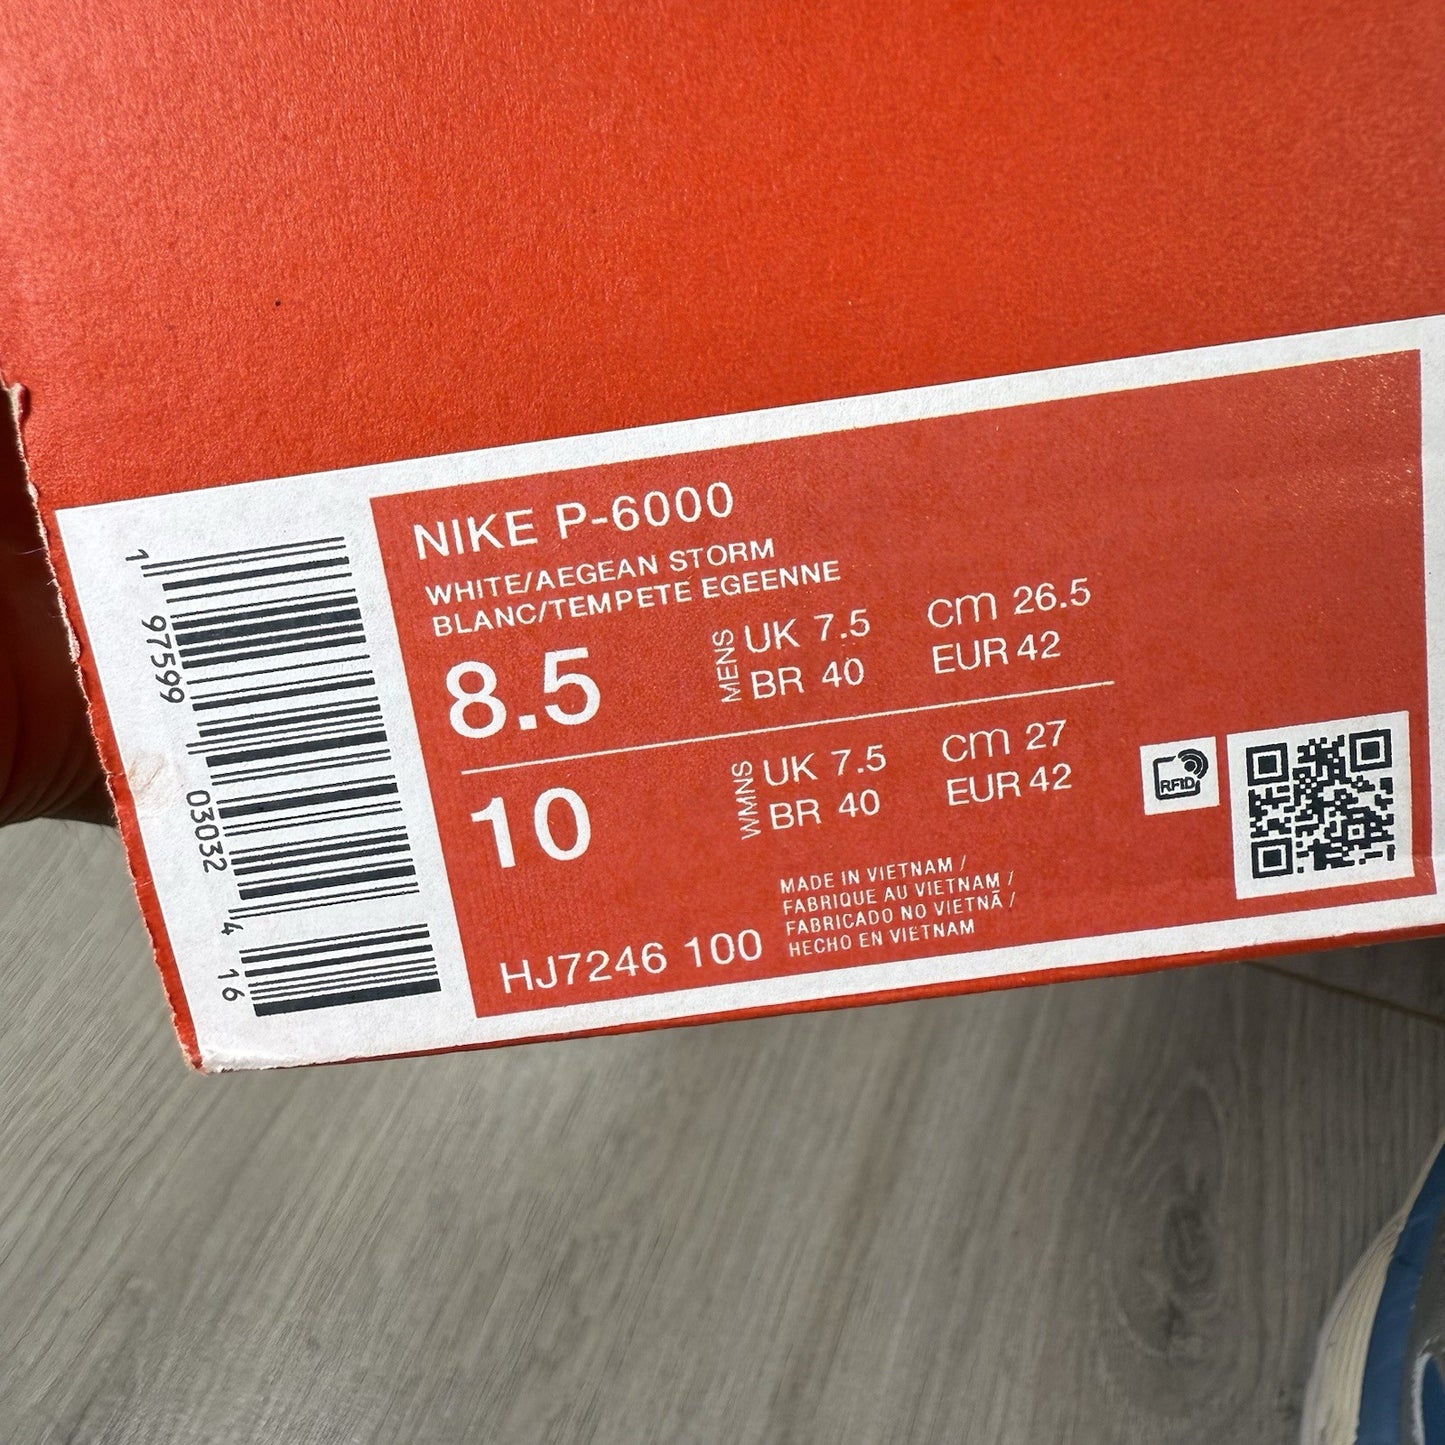 NIKE P-6000
WHITE/AEGEAN STORM
BLANC/TEMPETE EGEENNE
8.5
MENS
UK 7.5
cm 26.5
BR 40
EUR 42
10
WMNS
UK 7.5
cm 27
BR 40
EUR 42
MADE IN VIETNAM /
FABRIQUE AU VIETNAM /
FABRICADO NO VIETNÃ /
HECHO EN VIETNAM
HJ7246 100
RFID
1 97599 03032 4 16